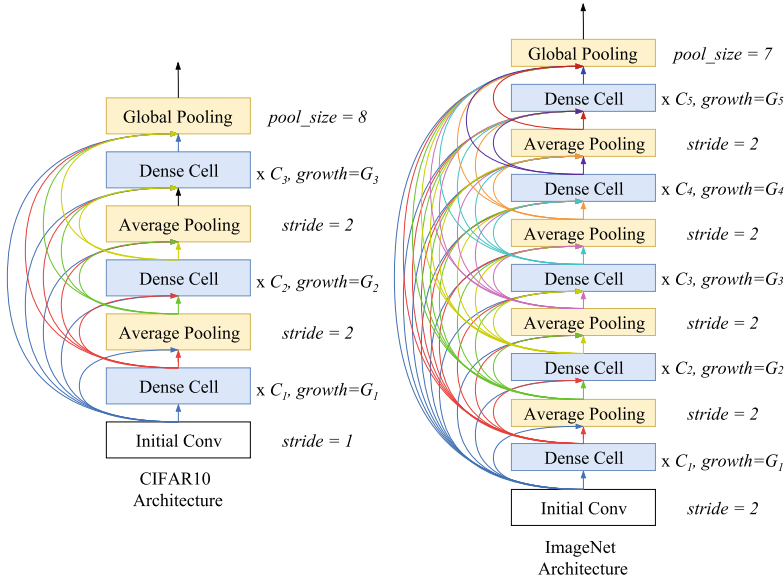 Global Pooling pool_size = 8
Dense Cell x C3, growth=G3
Average Pooling stride = 2
Dense Cell x C2, growth=G2
Average Pooling stride = 2
Dense Cell x C1, growth=G1
Initial Conv stride = 1
CIFAR10
Architecture
Global Pooling pool_size = 7
Dense Cell x C5, growth=G5
Average Pooling stride = 2
Dense Cell x C4, growth=G4
Average Pooling stride = 2
Dense Cell x C3, growth=G3
Average Pooling stride = 2
Dense Cell x C2, growth=G2
Average Pooling stride = 2
Dense Cell x C1, growth=G1
Initial Conv stride = 2
ImageNet
Architecture